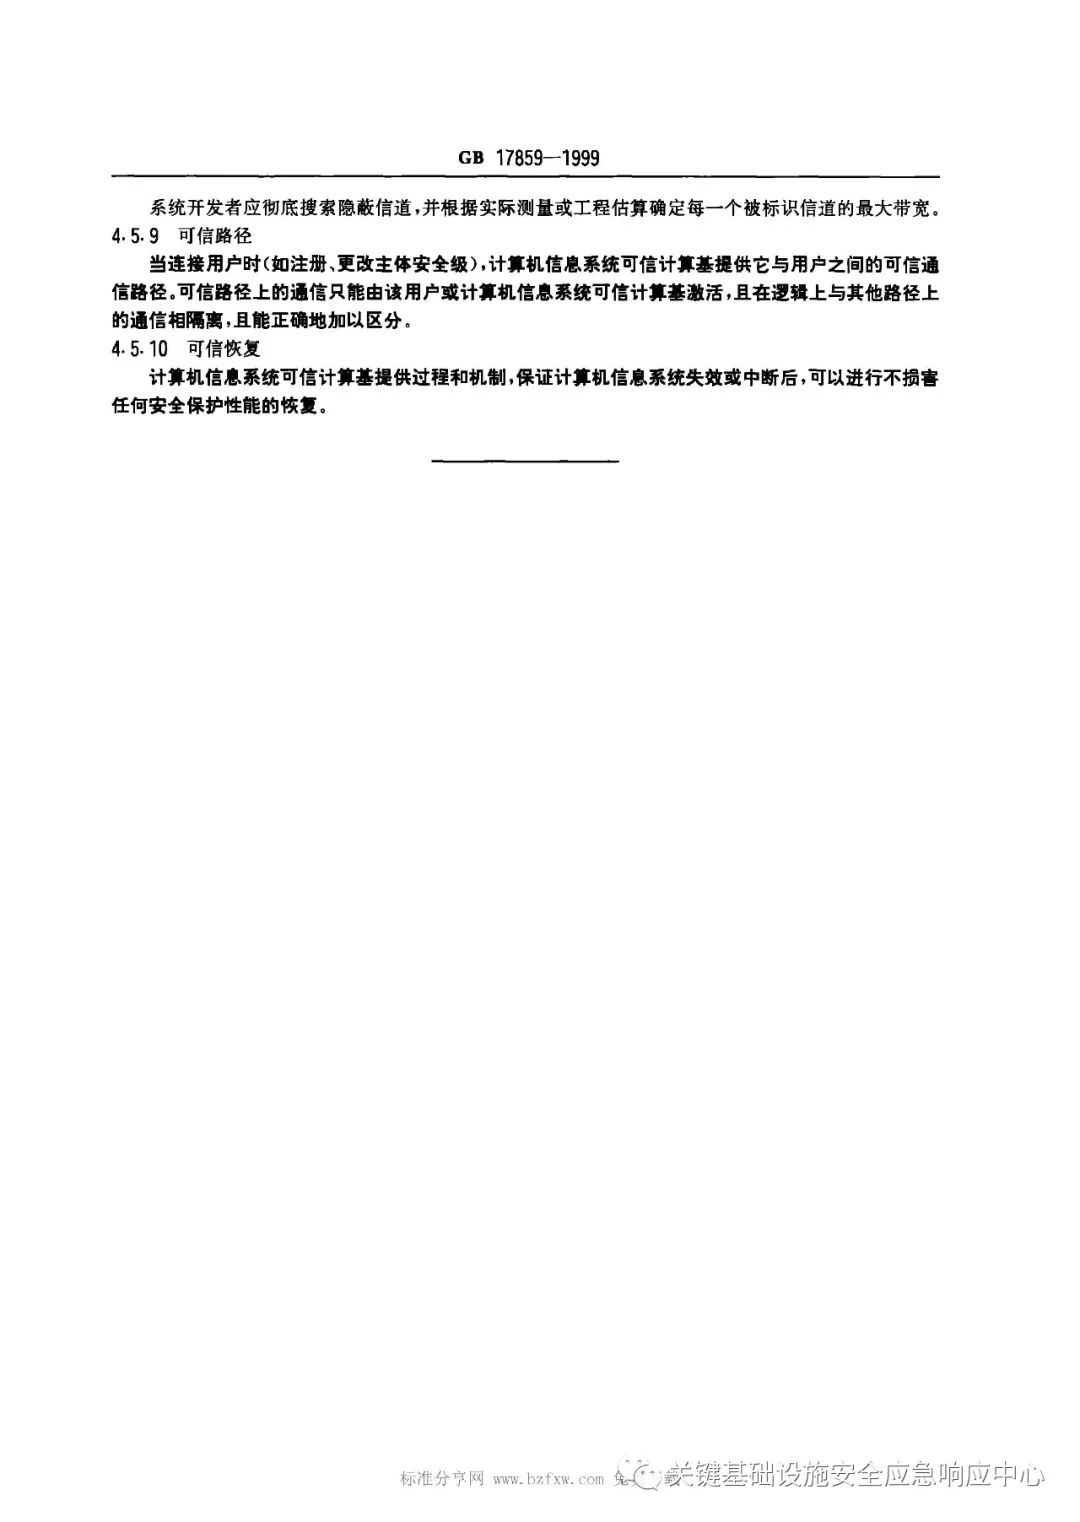 GB 17859—1999
系统开发者应彻底搜索隐蔽信道,并根据实际测量或工程估算确定每一个被标识信道的最大带宽。
4.5.9 可信路径
当连接用户时(如注册、更改主体安全级),计算机信息系统可信计算基提供它与用户之间的可信通
信路径。可信路径上的通信只能由该用户或计算机信息系统可信计算基激活,且在逻辑上与其他路径上
的通信相隔离,且能正确地加以区分。
4.5.10 可信恢复
计算机信息系统可信计算基提供过程和机制,保证计算机信息系统失效或中断后,可以进行不损害
任何安全保护性能的恢复。
标准分享网 www.bzfxw.com 免
关键基础设施安全应急响应中心